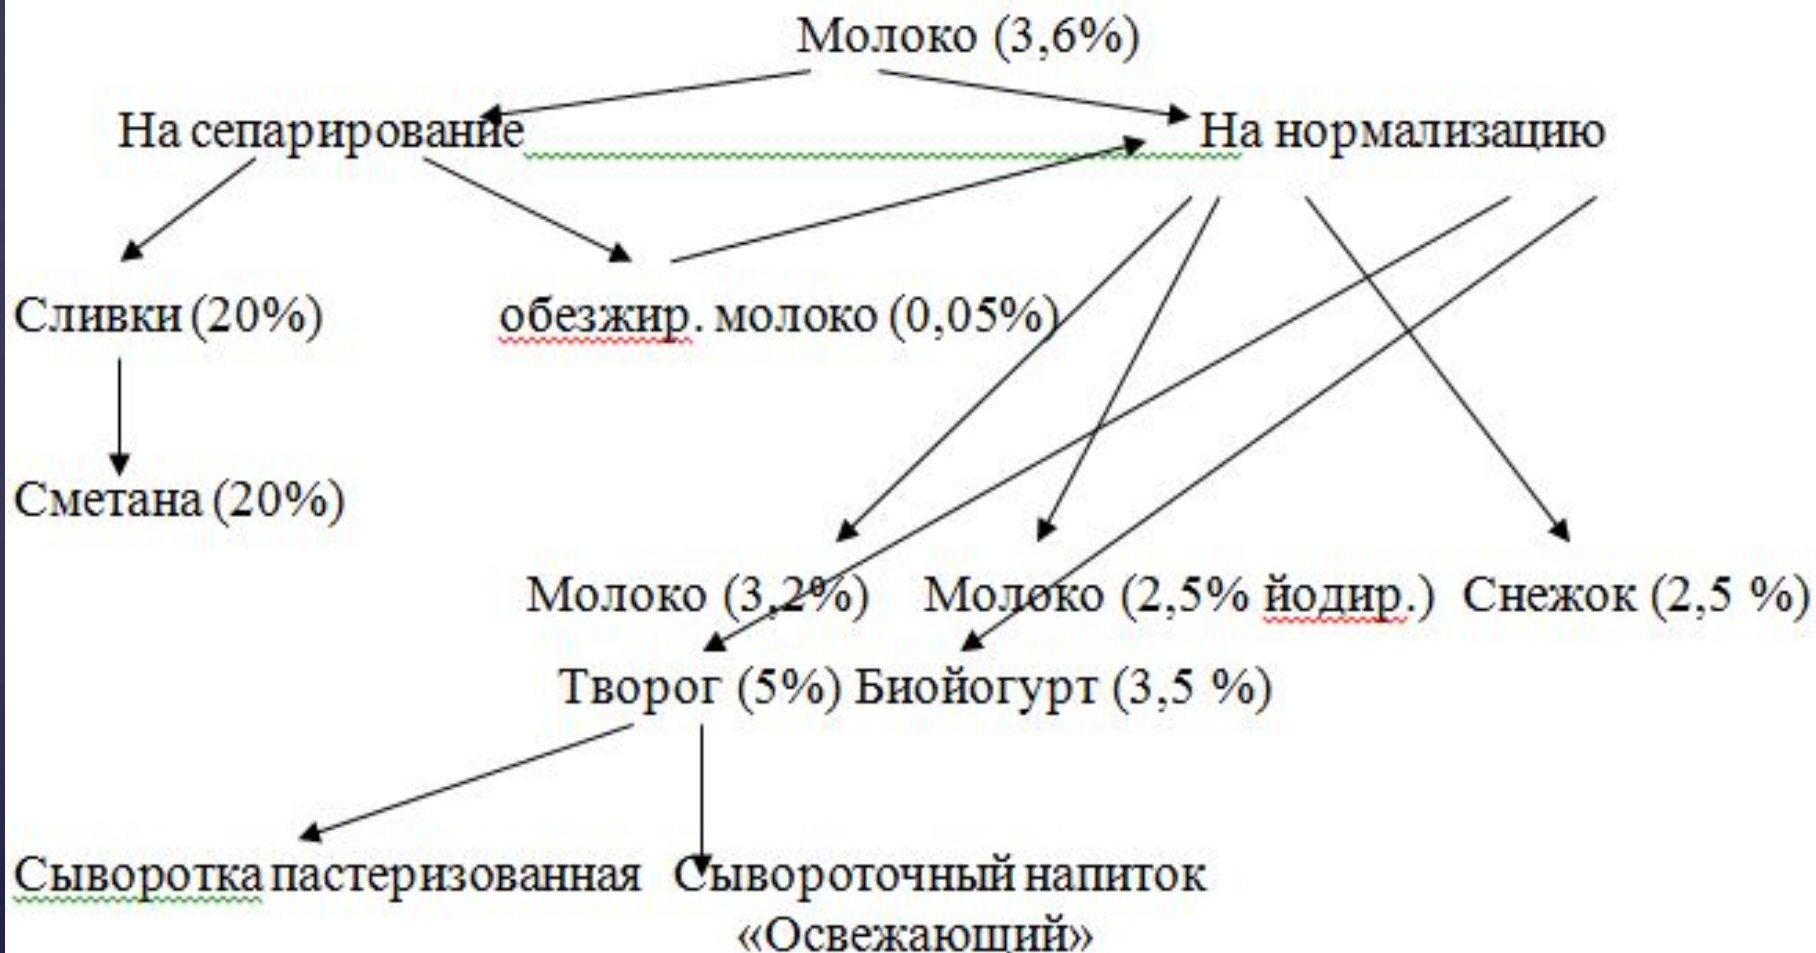 Молоко (3,6%)
На сепарирование На нормализацию
Сливки (20%) обезжир. молоко (0,05%)
Сметана (20%)
Молоко (3,2%) Молоко (2,5% йодир.) Снежок (2,5 %)
Творог (5%) Биойогурт (3,5 %)
Сыворотка пастеризованная Сывороточный напиток
«Освежающий»